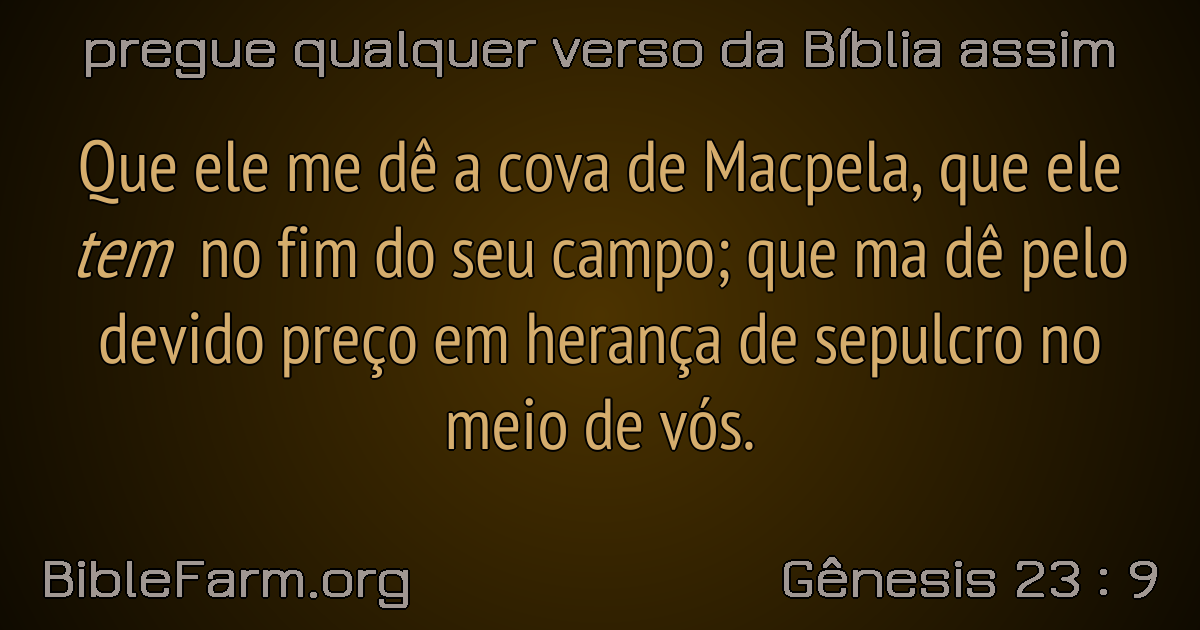 pregue qualquer verso da Bíblia assim
Que ele me dê a cova de Macpela, que ele
tem no fim do seu campo; que ma dê pelo
devido preço em herança de sepulcro no
meio de vós.
BibleFarm.org
Gênesis 23 : 9